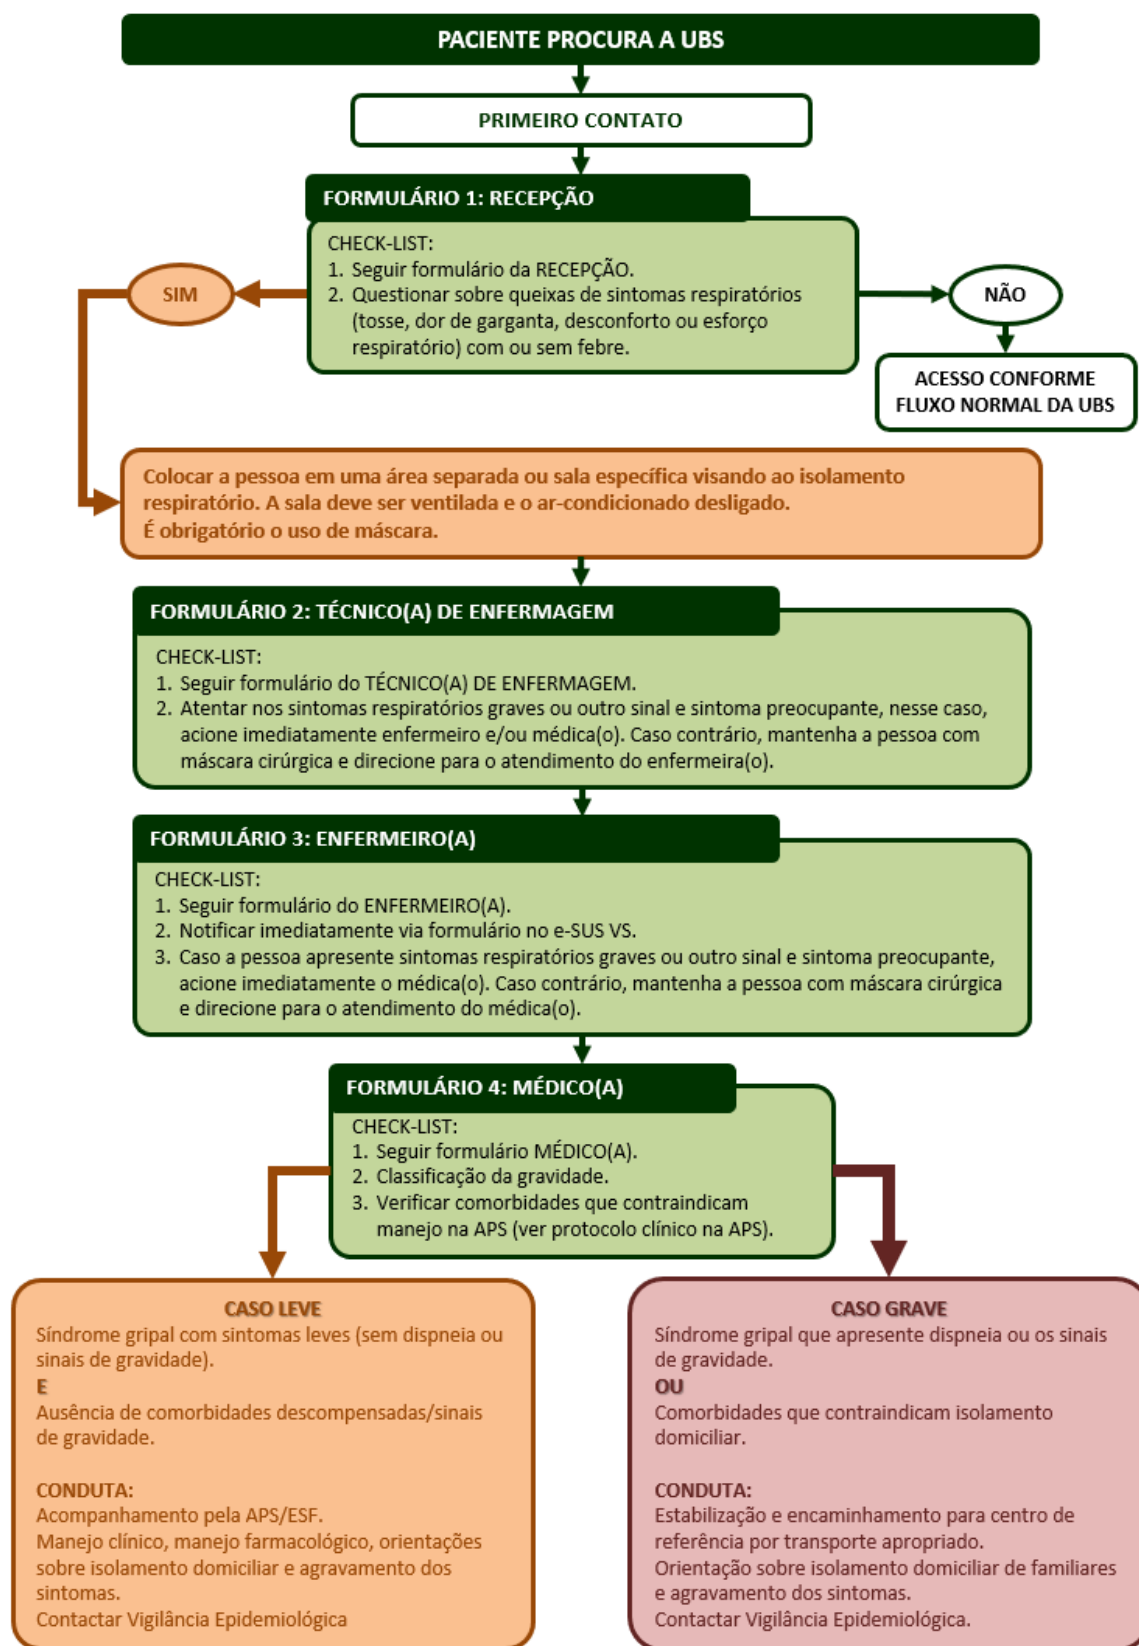 PACIENTE PROCURA A UBS
PRIMEIRO CONTATO
FORMULÁRIO 1: RECEPÇÃO
CHECK-LIST:
1. Seguir formulário da RECEPÇÃO.
2. Questionar sobre queixas de sintomas respiratórios
(tosse, dor de garganta, desconforto ou esforço
respiratório) com ou sem febre.
SIM
NÃO
ACESSO CONFORME
FLUXO NORMAL DA UBS
Colocar a pessoa em uma área separada ou sala específica visando ao isolamento
respiratório. A sala deve ser ventilada e o ar-condicionado desligado.
É obrigatório o uso de máscara.
FORMULÁRIO 2: TÉCNICO(A) DE ENFERMAGEM
CHECK-LIST:
1. Seguir formulário do TÉCNICO(A) DE ENFERMAGEM.
2. Atentar nos sintomas respiratórios graves ou outro sinal e sintoma preocupante, nesse caso,
acione imediatamente enfermeiro e/ou médica(o). Caso contrário, mantenha a pessoa com
máscara cirúrgica e direcione para o atendimento do enfermeira(o).
FORMULÁRIO 3: ENFERMEIRO(A)
CHECK-LIST:
1. Seguir formulário do ENFERMEIRO(A).
2. Notificar imediatamente via formulário no e-SUS VS.
3. Caso a pessoa apresente sintomas respiratórios graves ou outro sinal e sintoma preocupante,
acione imediatamente o médica(o). Caso contrário, mantenha a pessoa com máscara cirúrgica
e direcione para o atendimento do médica(o).
FORMULÁRIO 4: MÉDICO(A)
CHECK-LIST:
1. Seguir formulário MÉDICO(A).
2. Classificação da gravidade.
3. Verificar comorbidades que contraindicam
manejo na APS (ver protocolo clínico na APS).
CASO LEVE
Síndrome gripal com sintomas leves (sem dispneia ou
sinais de gravidade).
E
Ausência de comorbidades descompensadas/sinais
de gravidade.
CONDUTA:
Acompanhamento pela APS/ESF.
Manejo clínico, manejo farmacológico, orientações
sobre isolamento domiciliar e agravamento dos
sintomas.
Contactar Vigilância Epidemiológica
CASO GRAVE
Síndrome gripal que apresente dispneia ou os sinais
de gravidade.
OU
Comorbidades que contraindicam isolamento
domiciliar.
CONDUTA:
Estabilização e encaminhamento para centro de
referência por transporte apropriado.
Orientação sobre isolamento domiciliar de familiares
e agravamento dos sintomas.
Contactar Vigilância Epidemiológica.